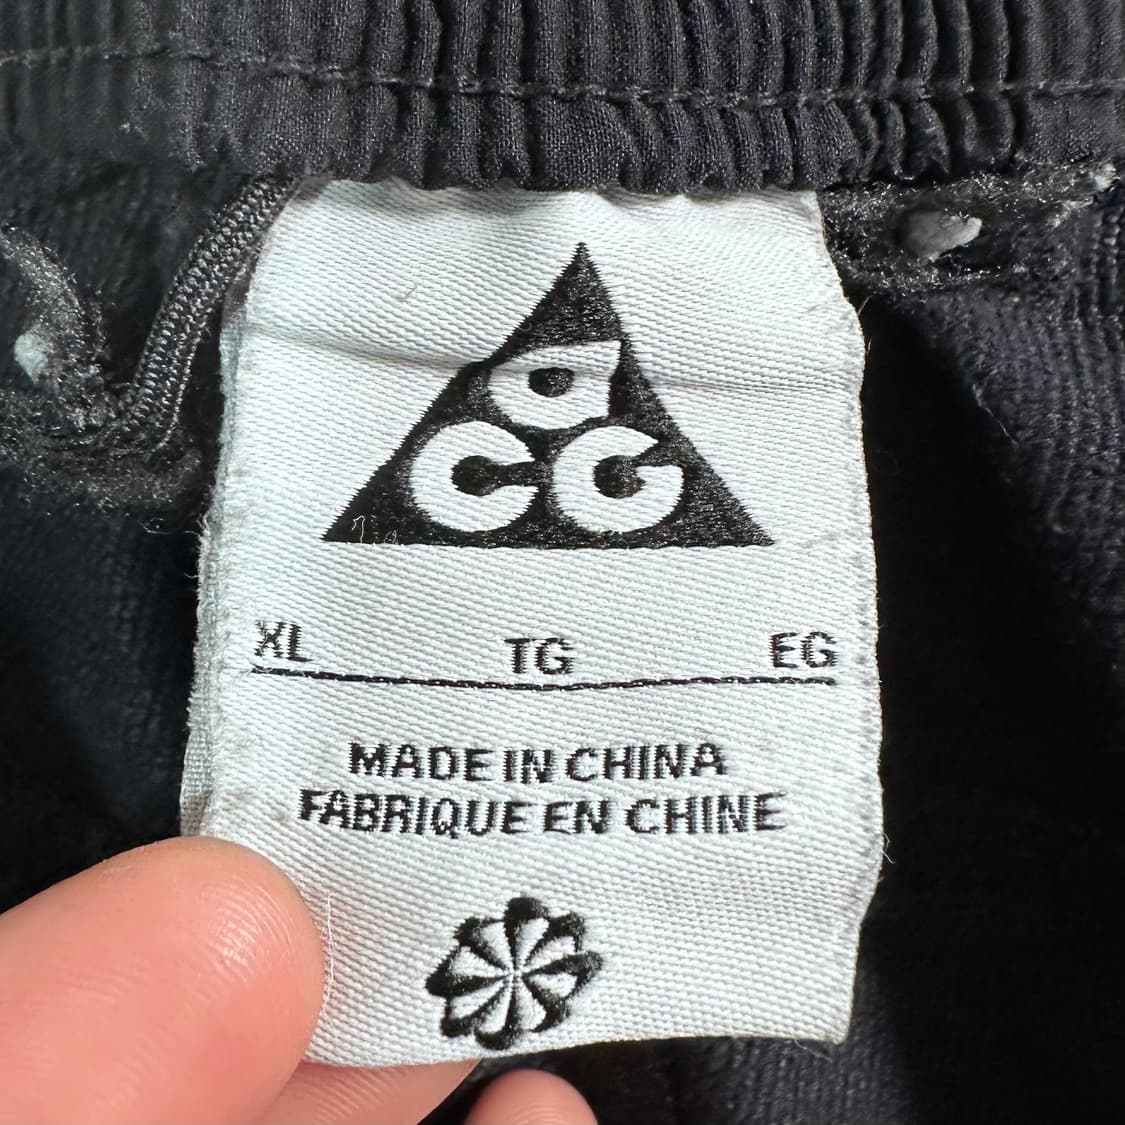 aCG
XL TG EG
MADE IN CHINA
FABRIQUE EN CHINE